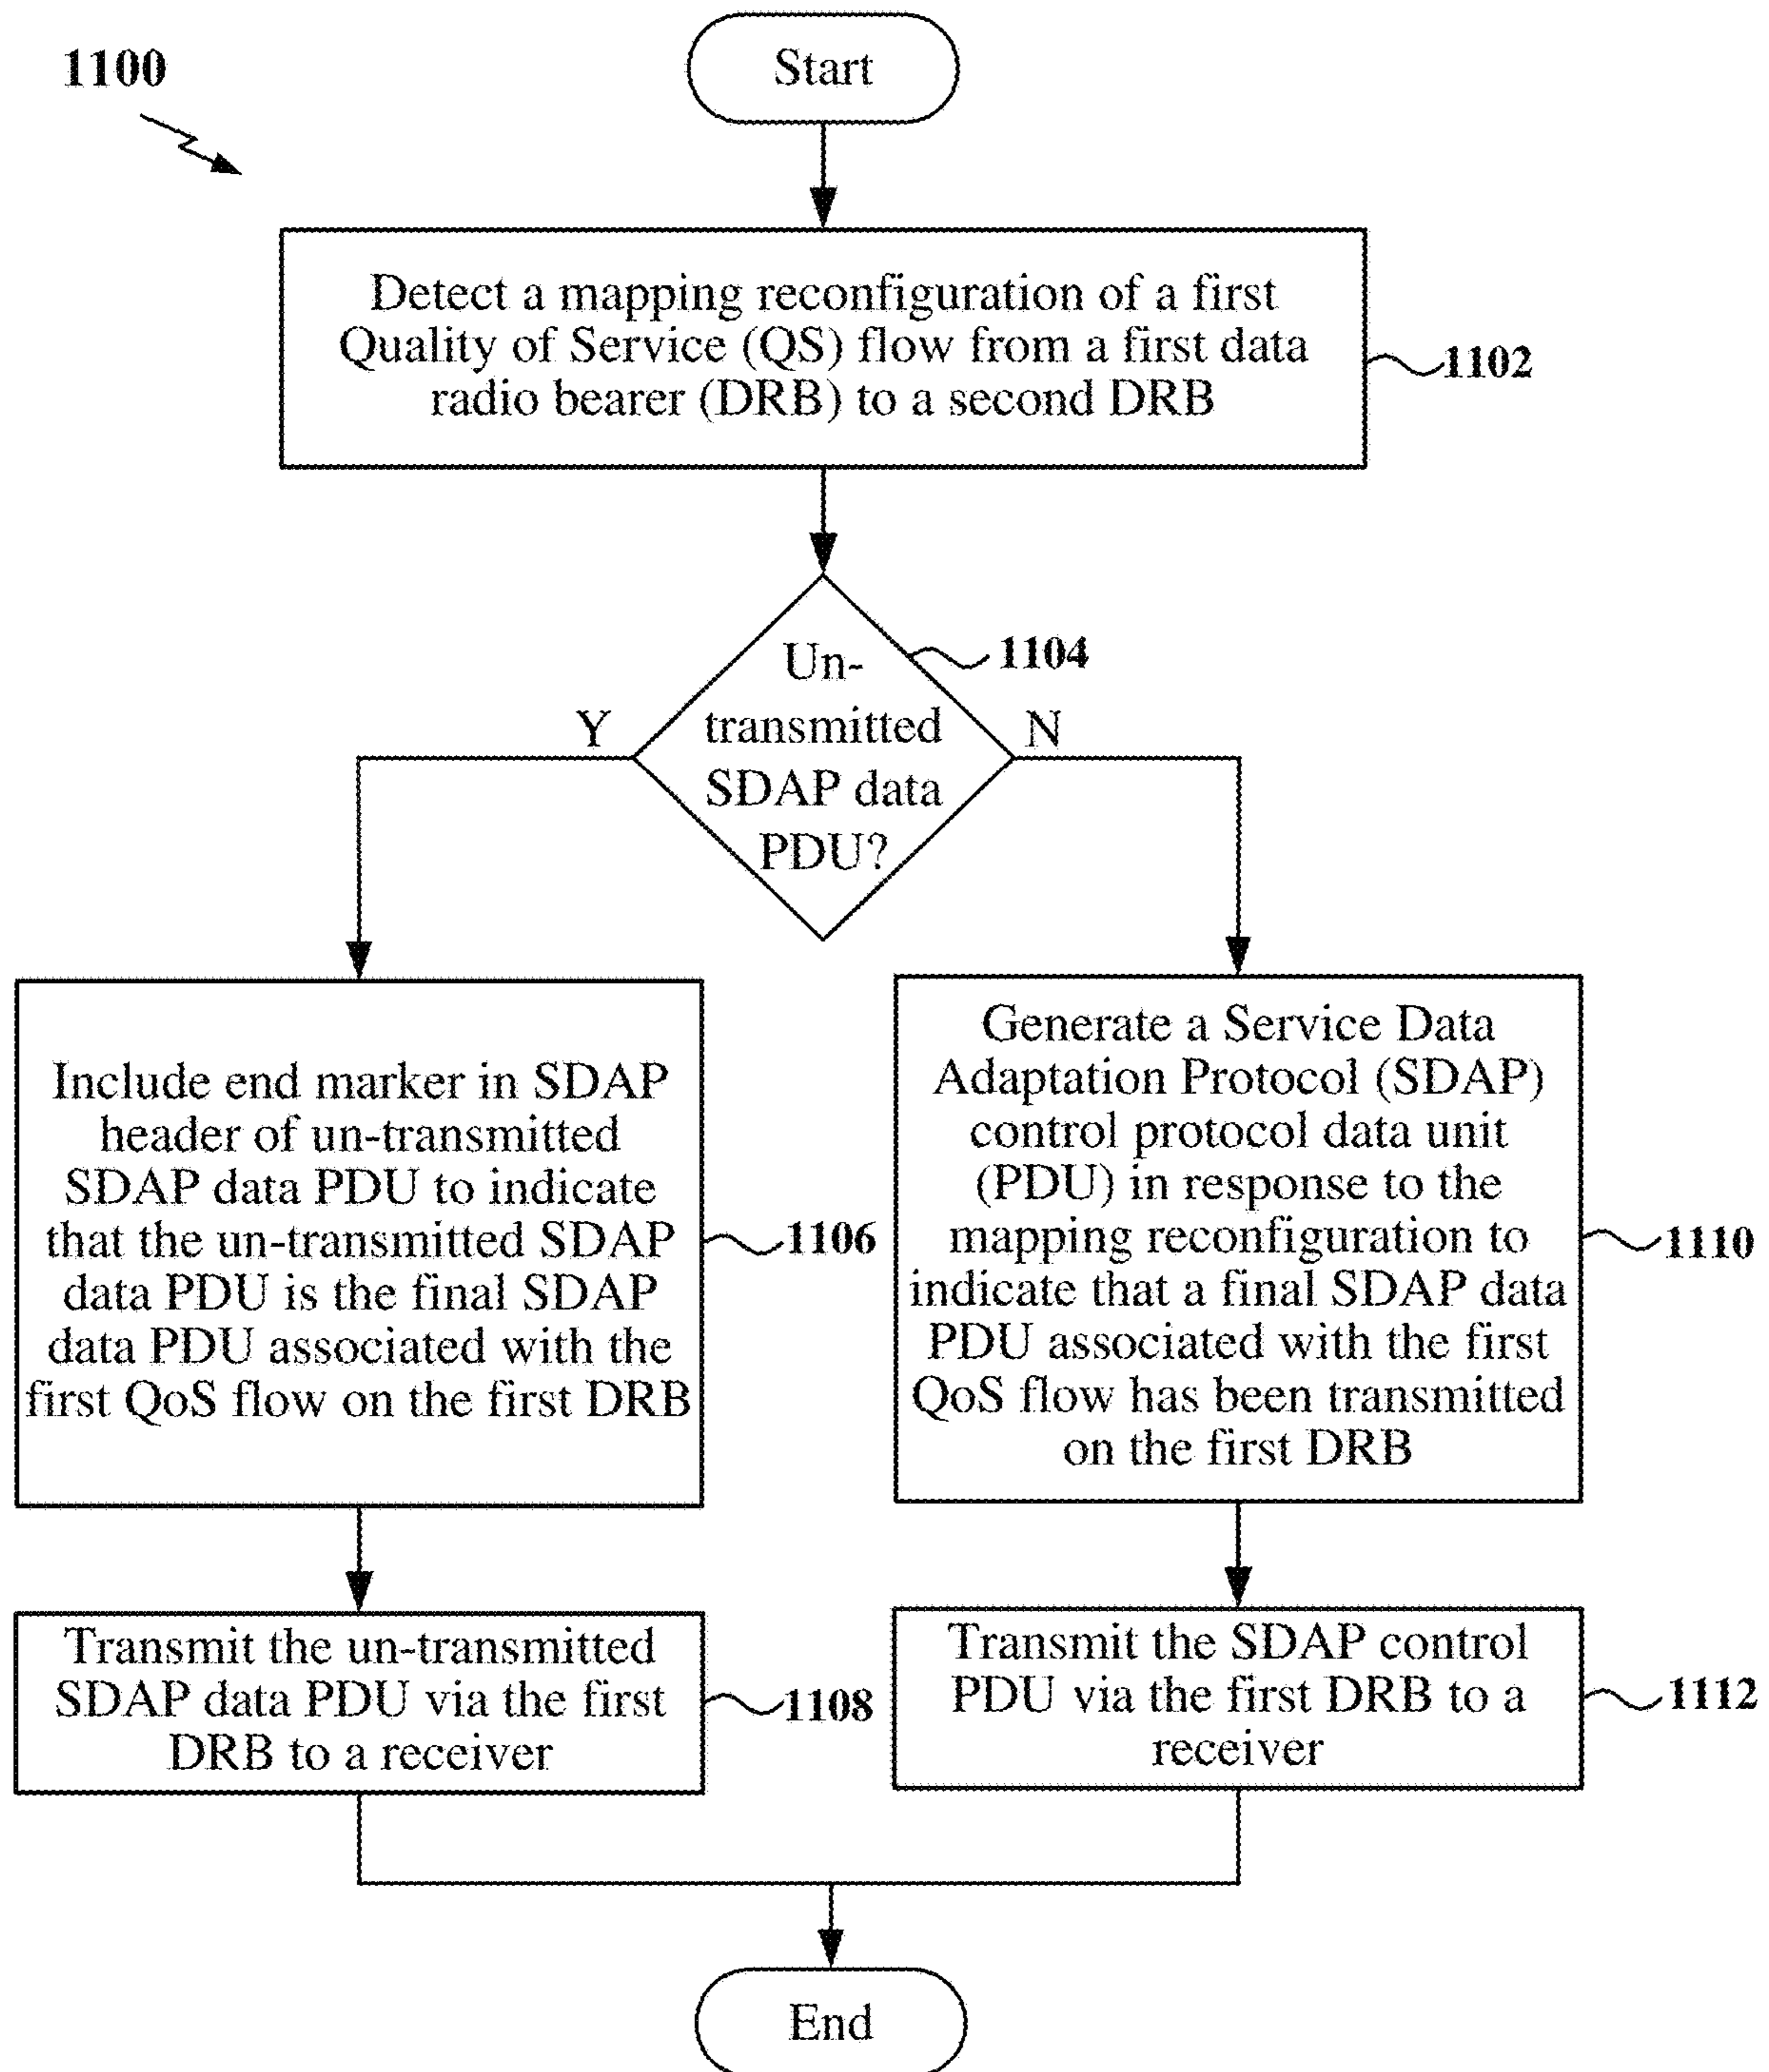 1100
Start
Detect a mapping reconfiguration of a first
Quality of Service (QS) flow from a first data
radio bearer (DRB) to a second DRB
1102
Un-
transmitted
SDAP data
PDU?
1104
Y
N
Include end marker in SDAP
header of un-transmitted
SDAP data PDU to indicate
that the un-transmitted SDAP
data PDU is the final SDAP
data PDU associated with the
first QoS flow on the first DRB
1106
Generate a Service Data
Adaptation Protocol (SDAP)
control protocol data unit
(PDU) in response to the
mapping reconfiguration to
indicate that a final SDAP data
PDU associated with the first
QoS flow has been transmitted
on the first DRB
1110
Transmit the un-transmitted
SDAP data PDU via the first
DRB to a receiver
1108
Transmit the SDAP control
PDU via the first DRB to a
receiver
1112
End